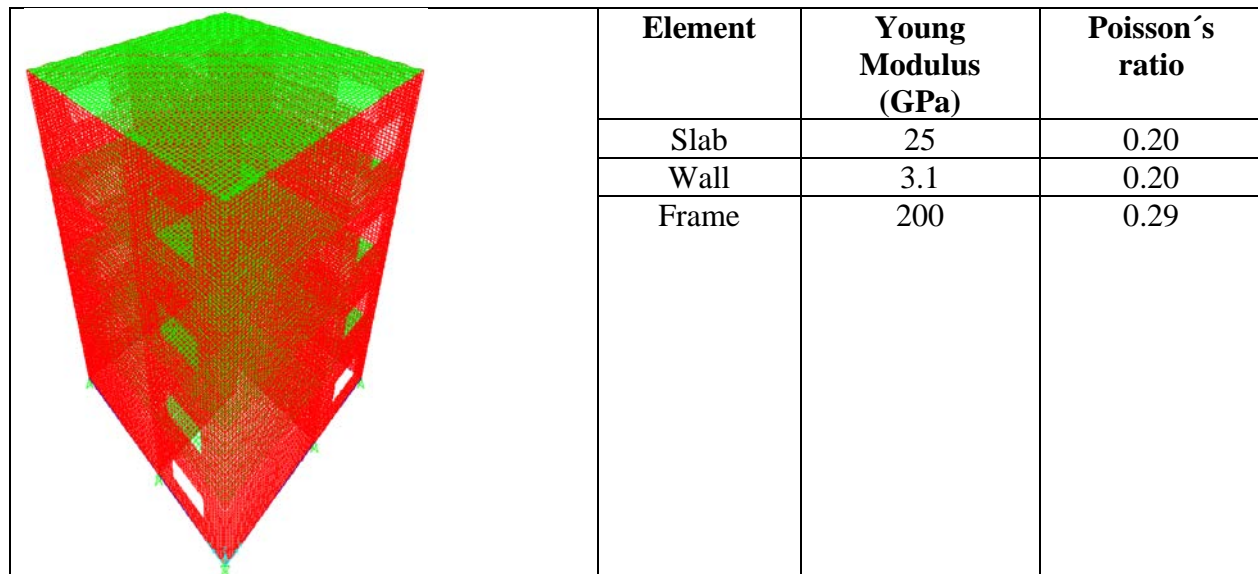 Element Young Modulus (GPa) Poisson´s ratio
Slab 25 0.20
Wall 3.1 0.20
Frame 200 0.29